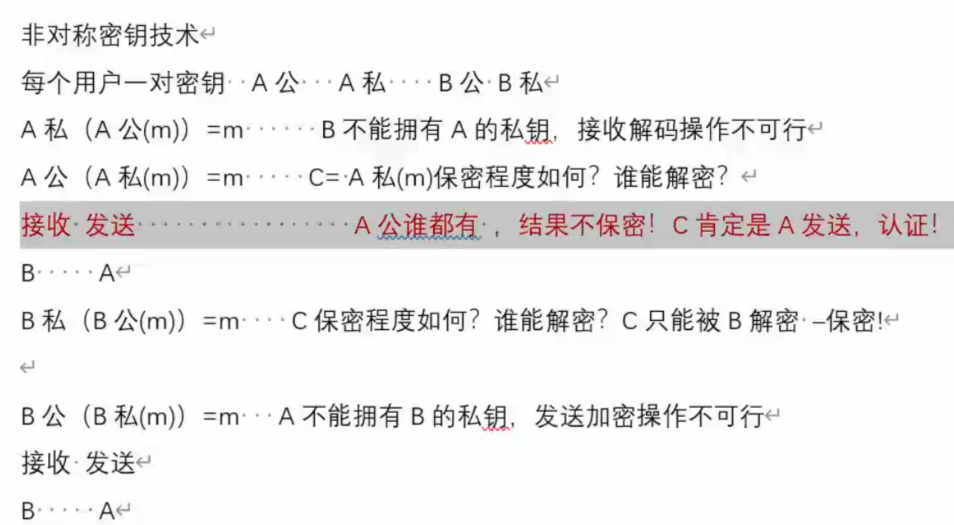 非对称密钥技术
每个用户一对密钥 A 公 A 私 B 公 B 私
A 私（A 公(m)）=m B 不能拥有 A 的私钥，接收解码操作不可行
A 公（A 私(m)）=m C= A 私(m)保密程度如何？谁能解密？
接收 发送 A 公谁都有 ，结果不保密！C 肯定是 A 发送，认证！
B A
B 私（B 公(m)）=m C 保密程度如何？谁能解密？C 只能被 B 解密 –保密!
B 公（B 私(m)）=m A 不能拥有 B 的私钥，发送加密操作不可行
接收 发送
B A